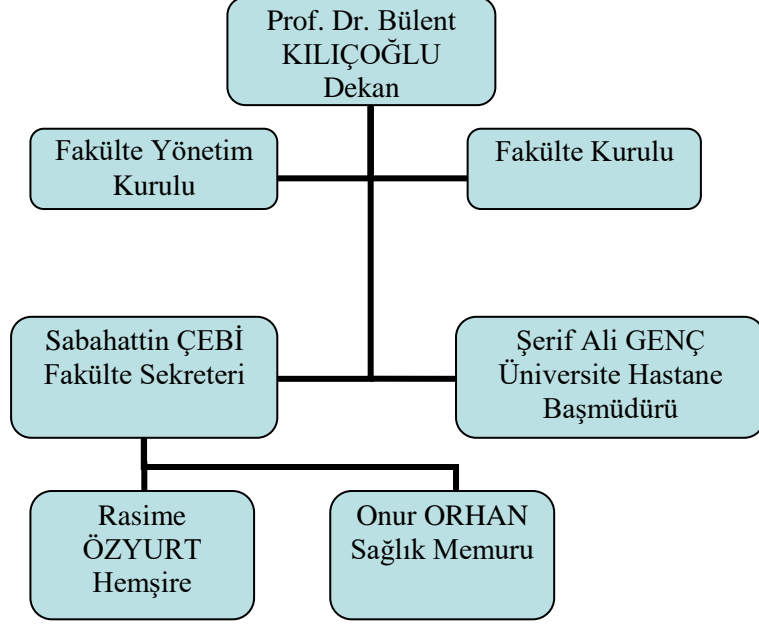 Prof. Dr. Bülent
KILIÇOĞLU
Dekan
Fakülte Yönetim
Kurulu
Fakülte Kurulu
Sabahattin ÇEBİ
Fakülte Sekreteri
Şerif Ali GENÇ
Üniversite Hastane
Başmüdürü
Rasime
ÖZYURT
Hemşire
Onur ORHAN
Sağlık Memuru